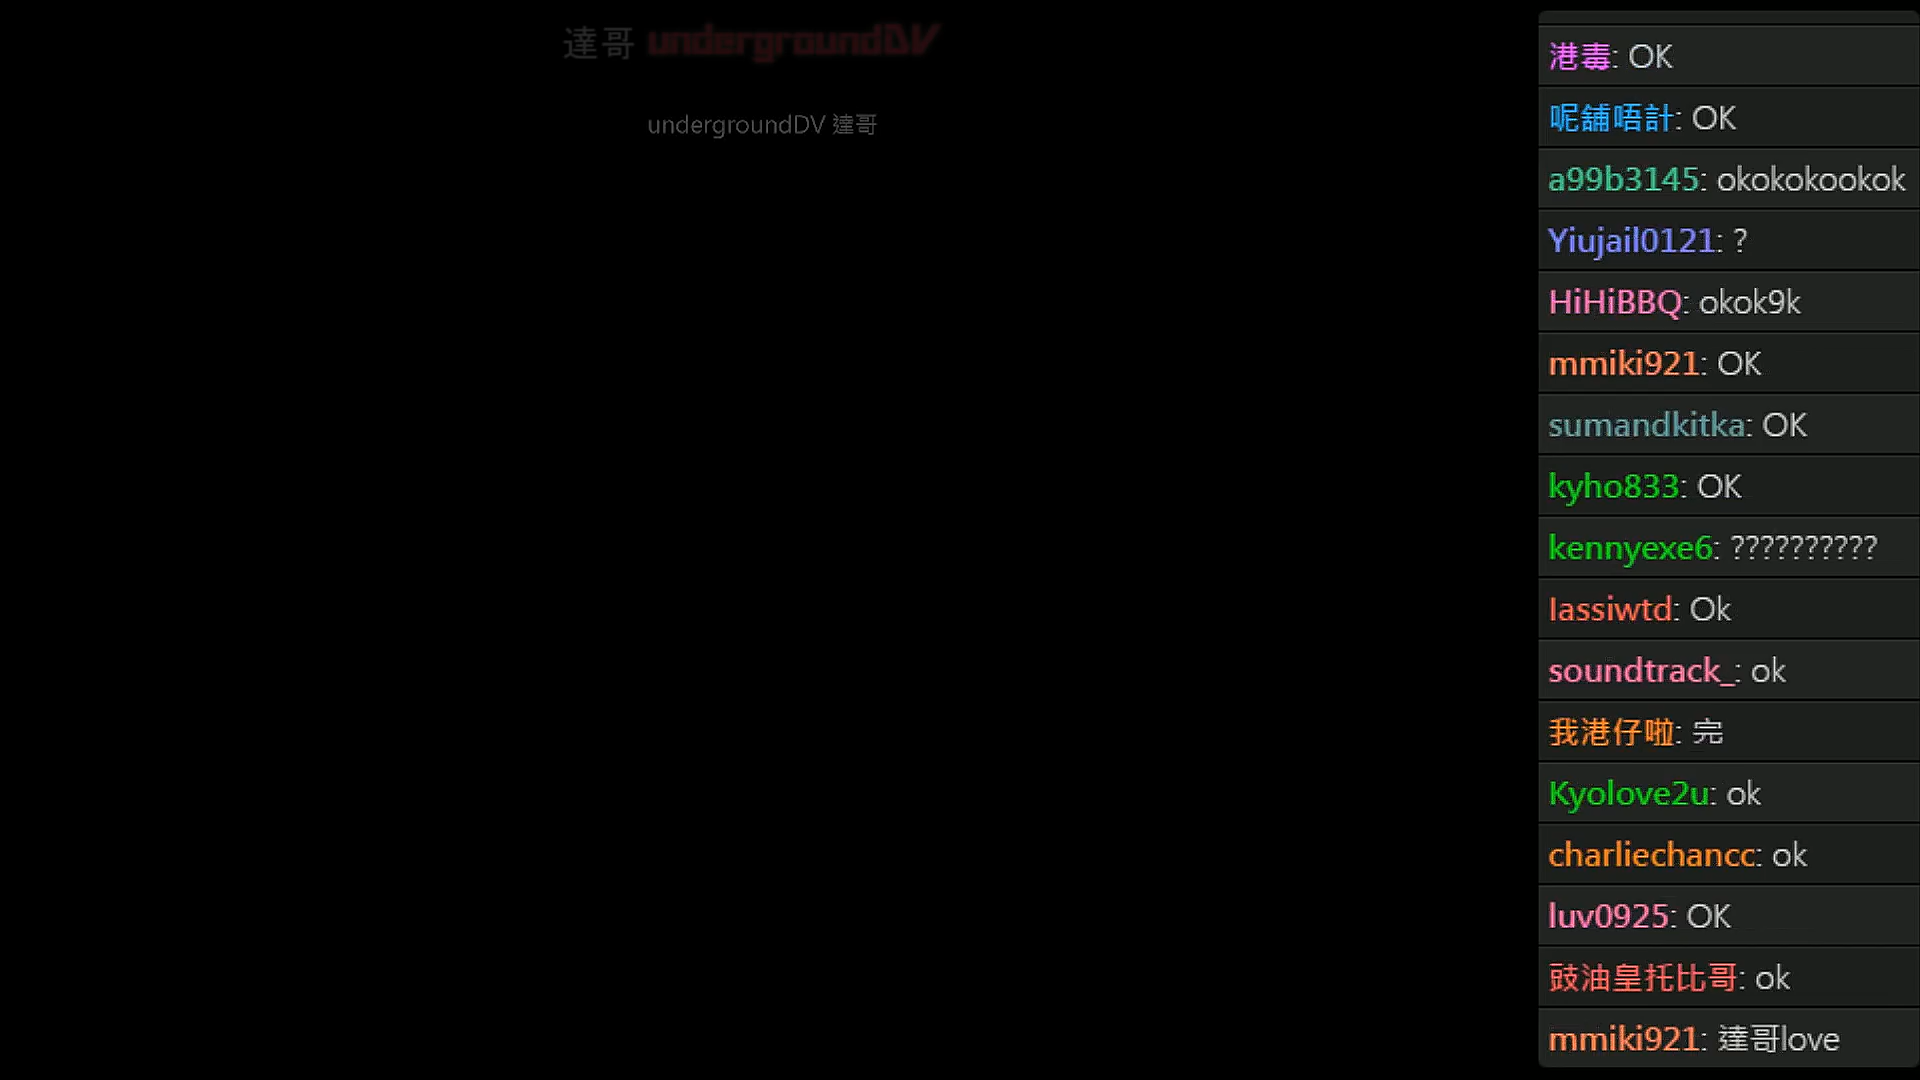 達哥 undergroundDV
undergroundDV 達哥
港毒: OK
呢舖唔計: OK
a99b3145: okokokookok
Yiujail0121: ?
HiHiBBQ: okok9k
mmiki921: OK
sumandkitka: OK
kyho833: OK
kennyexe6: ??????????
lassiwtd: Ok
soundtrack_: ok
我港仔啦: 完
Kyolove2u: ok
charliechancc: ok
luv0925: OK
豉油皇托比哥: ok
mmiki921: 達哥love